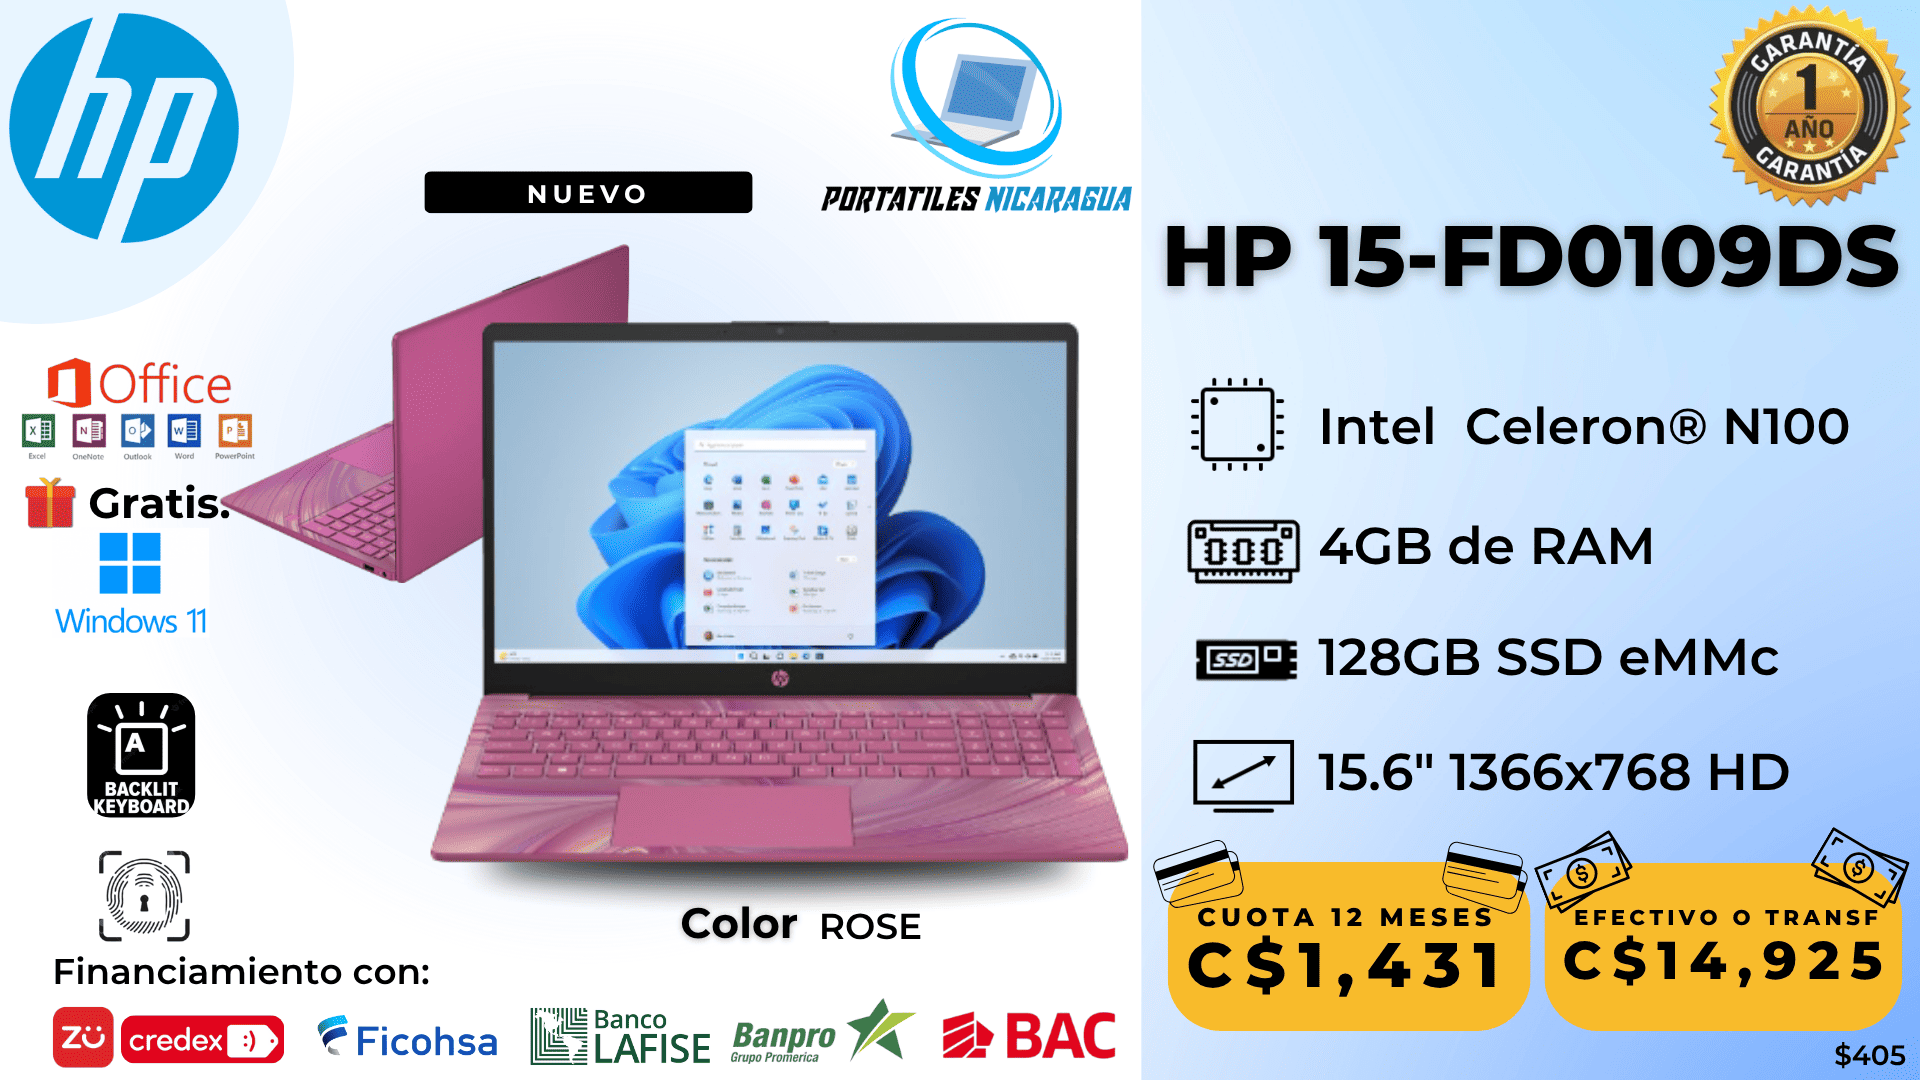 hp
NUEVO
PORTATILES NICARAGUA
GARANTÍA
1
AÑO
GARANTÍA
HP 15-FD0109DS
Office
Excel OneNote Outlook Word PowerPoint
Gratis.
Windows 11
A
BACKLIT
KEYBOARD
Intel Celeron® N100
4GB de RAM
SSD
128GB SSD eMMc
15.6" 1366x768 HD
Color ROSE
CUOTA 12 MESES
C$1,431
EFECTIVO O TRANSF
C$14,925
$405
Financiamiento con:
zü
credex :)
Ficohsa
Banco
LAFISE
Banpro
Grupo Promerica
BAC